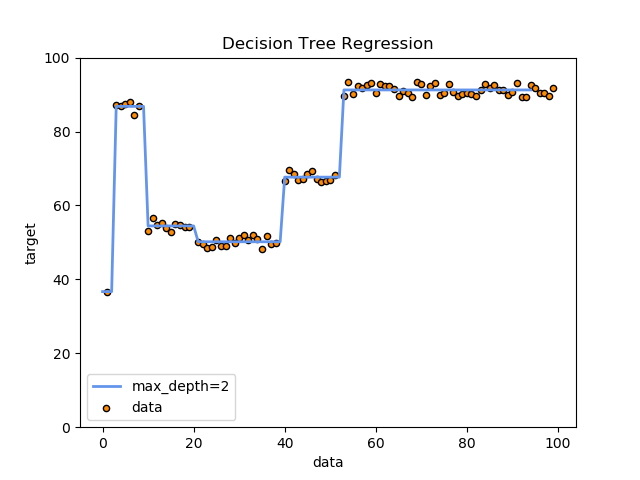 Decision Tree Regression
100
80
60
40
20
0
target
max_depth=2
data
0 20 40 60 80 100
data